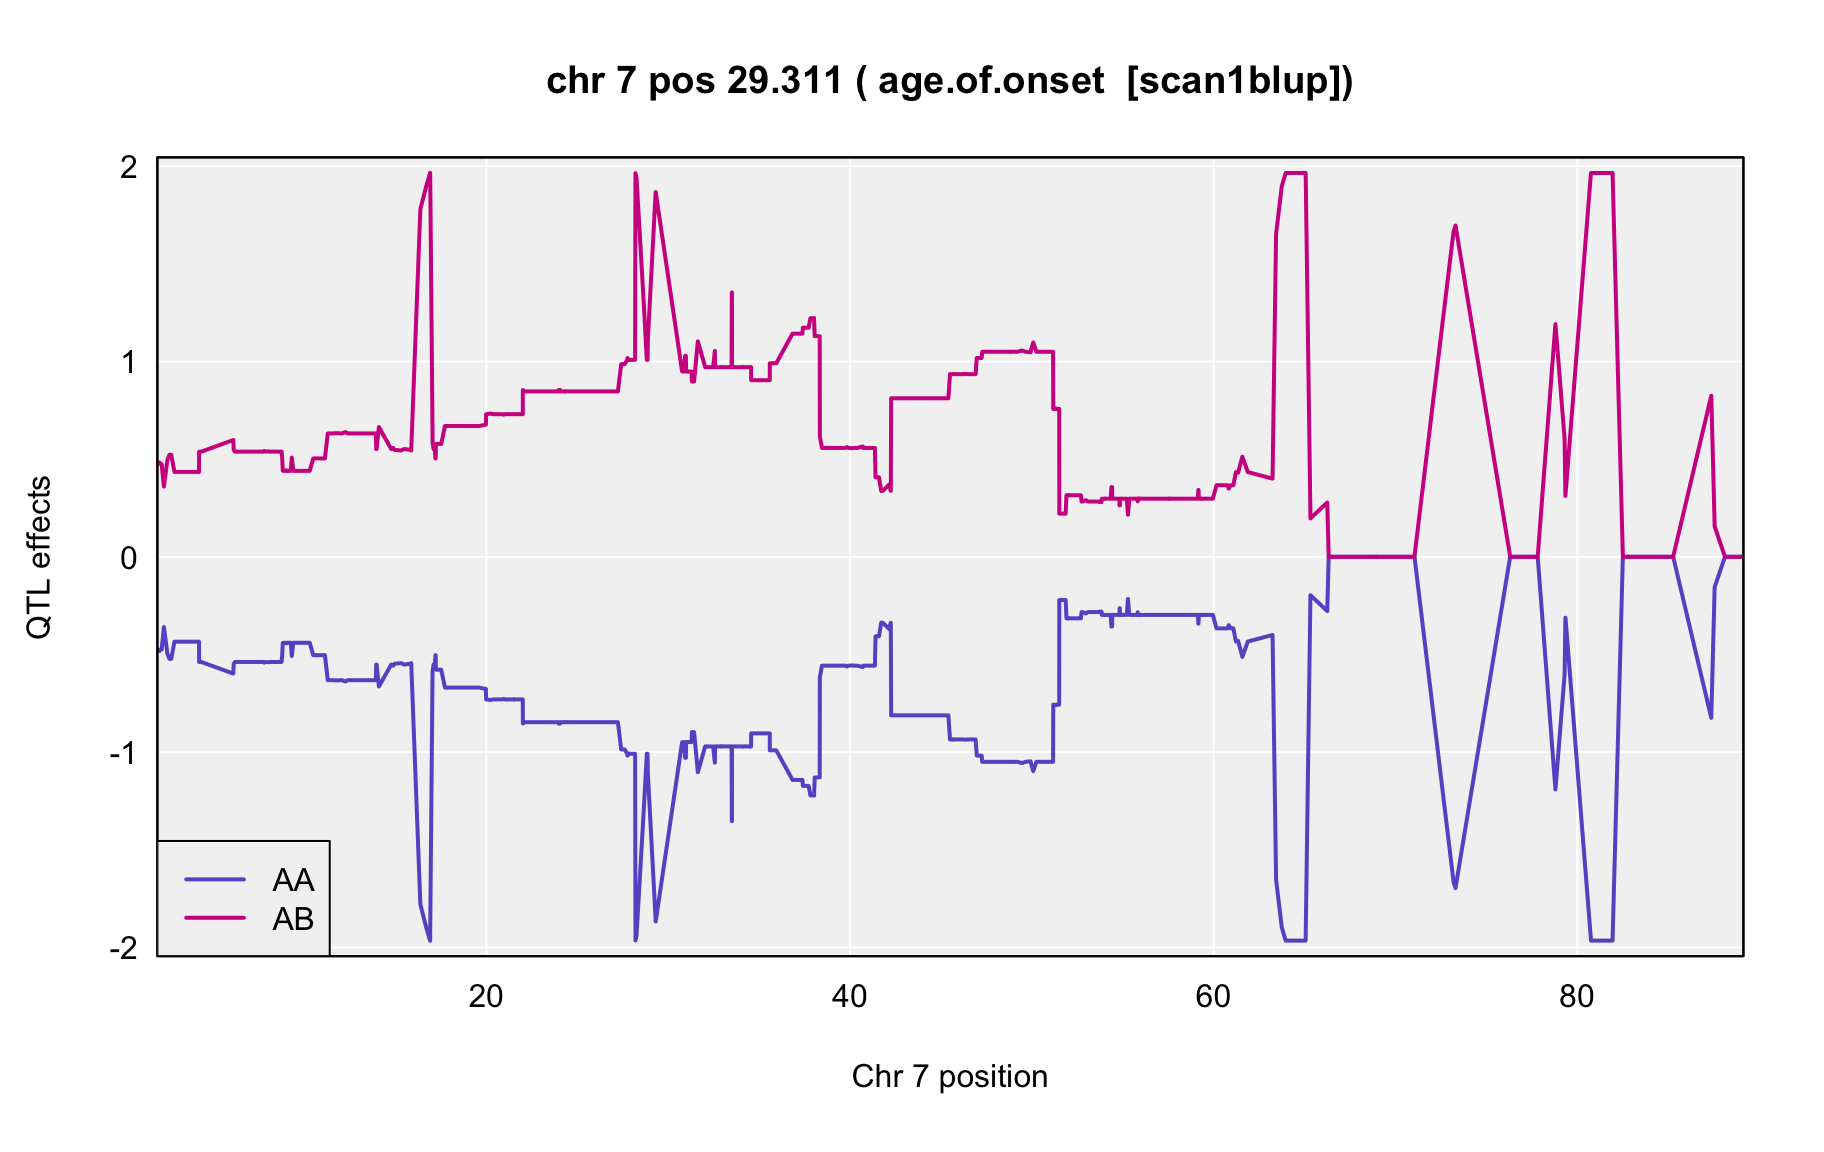 chr 7 pos 29.311 ( age.of.onset  [scan1blup])
QTL effects
2
1
0
-1
-2
AA
AB
20 40 60 80
Chr 7 position